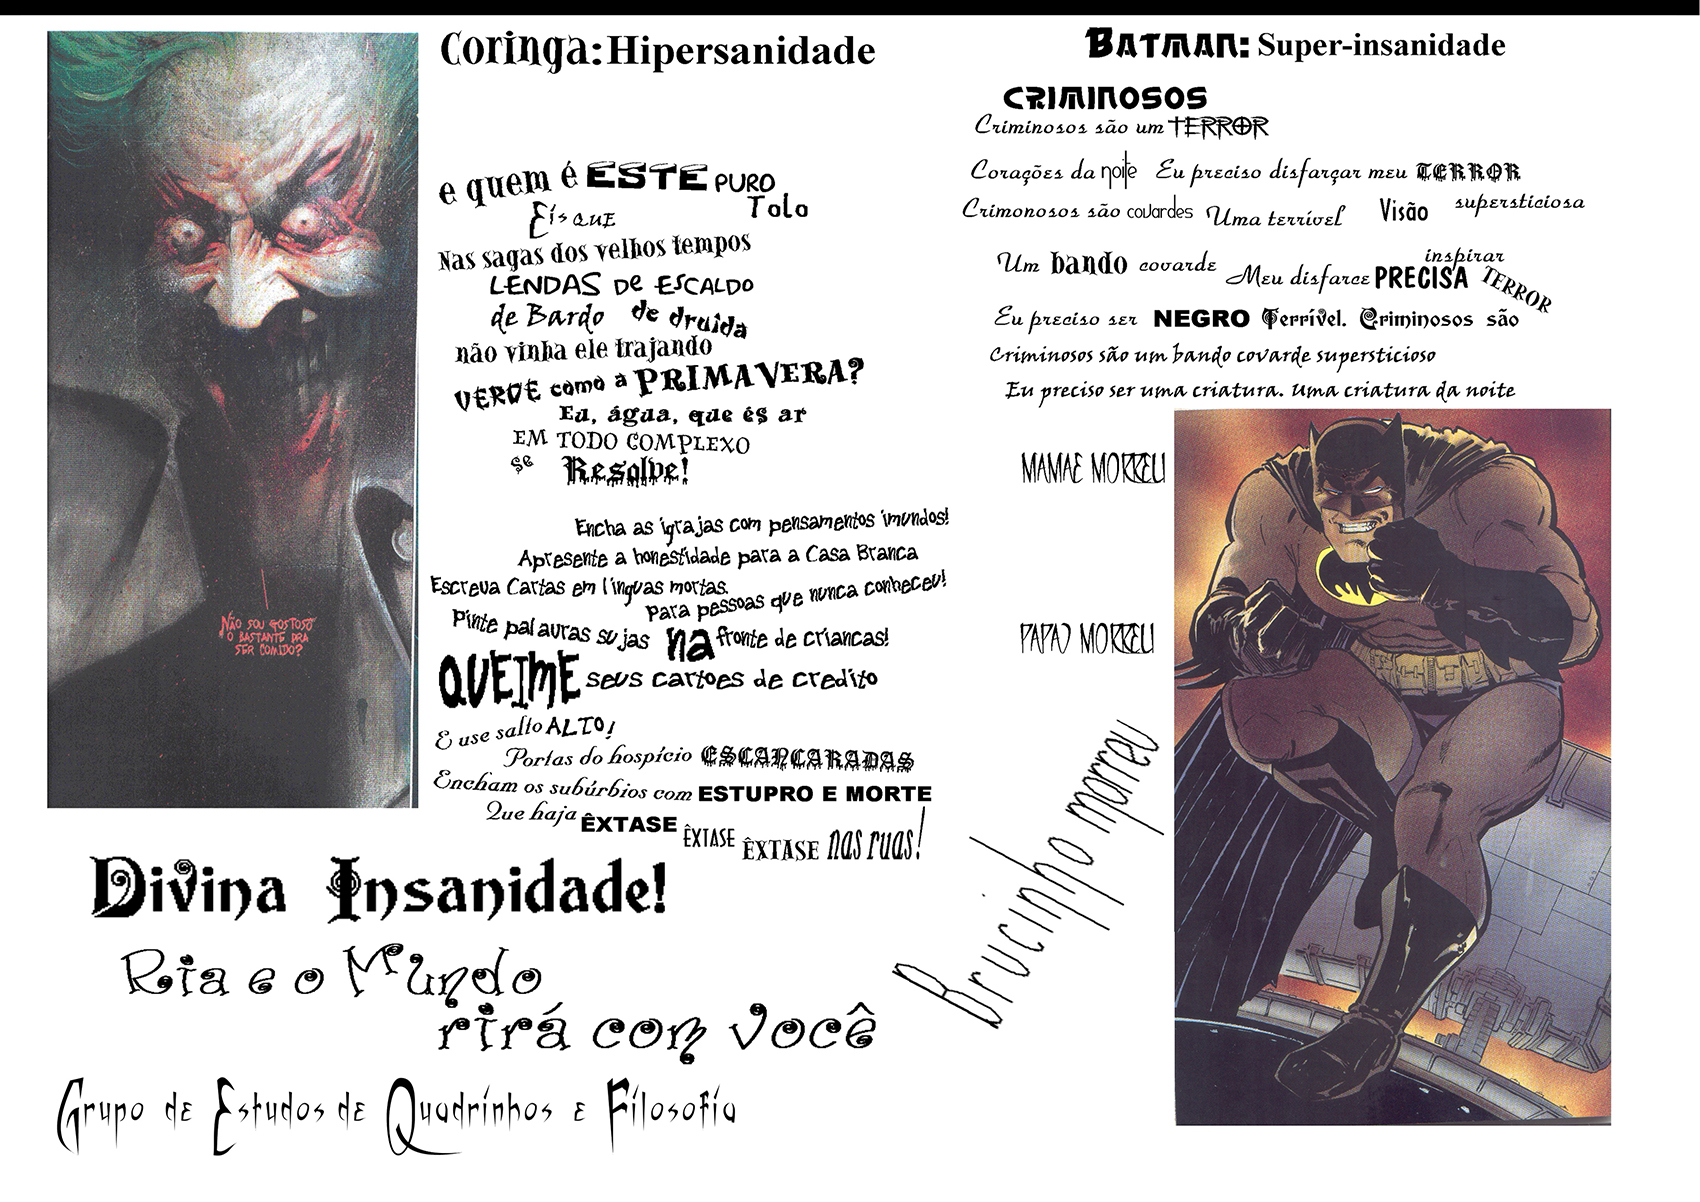 Coringa: Hipersanidade
e quem é ESTE PURO
Tolo
Eis QUE
Nas sagas dos velhos tempos
LENDAS De ESCALDO
de Bardo de druida
não vinha ele trajando
VERDE como a PRIMAVERA?
Eu, água, que és ar
EM TODO COMPLEXO
se Resolve!
Encha as igrajas com pensamentos imundos!
Apresente a honestidade para a Casa Branca
Escreva Cartas em línguas mortas.
Para pessoas que nunca conheceu!
Pinte palauras sujas na fronte de criancas!
QUEIME seus cartoes de credito
E use salto ALTO!
Portas do hospício ESCANCARADAS
Encham os subúrbios com ESTUPRO E MORTE
Que haja ÊXTASE ÊXTASE ÊXTASE nas ruas!
NÃO SOU GOSTOSO
O BASTANTE PRA
SER COMIDO?
Divina Insanidade!
Ria e o Mundo
rirá com você
Grupo de Estudos de Quadrinhos e Filosofia
BATMAN: Super-insanidade
CRIMINOSOS
Criminosos são um TERROR
Corações da noite Eu preciso disfarçar meu TERROR
Crimonosos são covardes Uma terrível Visão supersticiosa
Um bando covarde Meu disfarce PRECISA inspirar TERROR
Eu preciso ser NEGRO Terrível. Criminosos são
Criminosos são um bando covarde supersticioso
Eu preciso ser uma criatura. Uma criatura da noite
MAMAE MORREU
PAPAI MORREU
Brucinho morreu